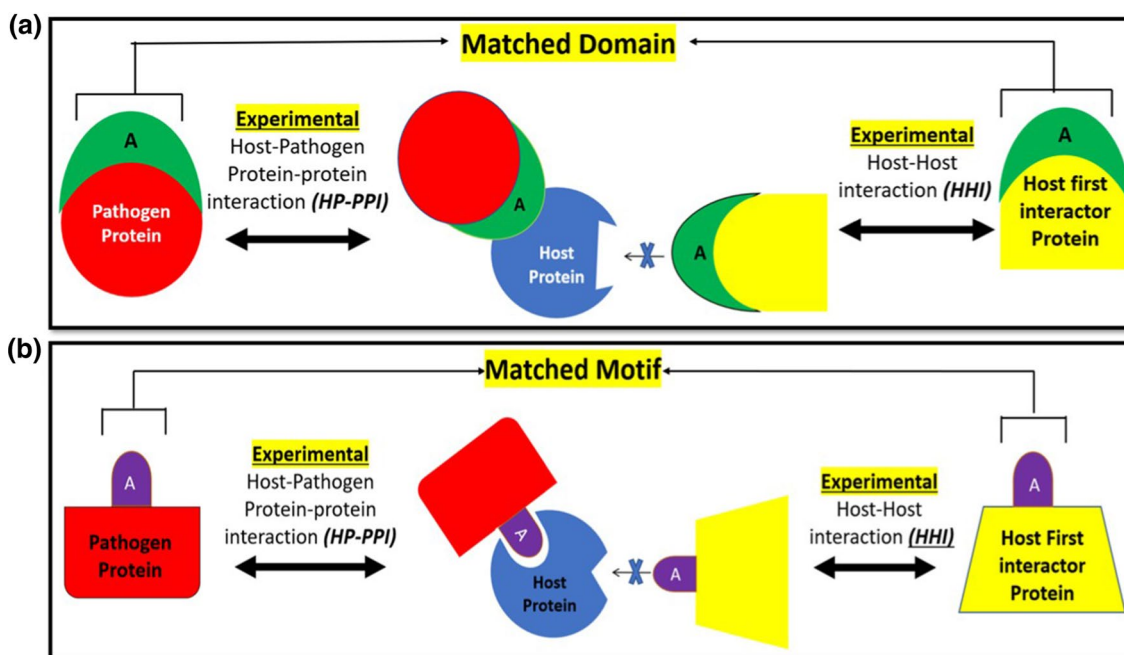 (a)
Matched Domain
A
Pathogen
Protein
Experimental
Host-Pathogen
Protein-protein
interaction (HP-PPI)
A
Host
Protein
A
Experimental
Host-Host
interaction (HHI)
A
Host first
interactor
Protein
(b)
Matched Motif
A
Pathogen
Protein
Experimental
Host-Pathogen
Protein-protein
interaction (HP-PPI)
A
Host
Protein
A
Experimental
Host-Host
interaction (HHI)
A
Host First
interactor
Protein